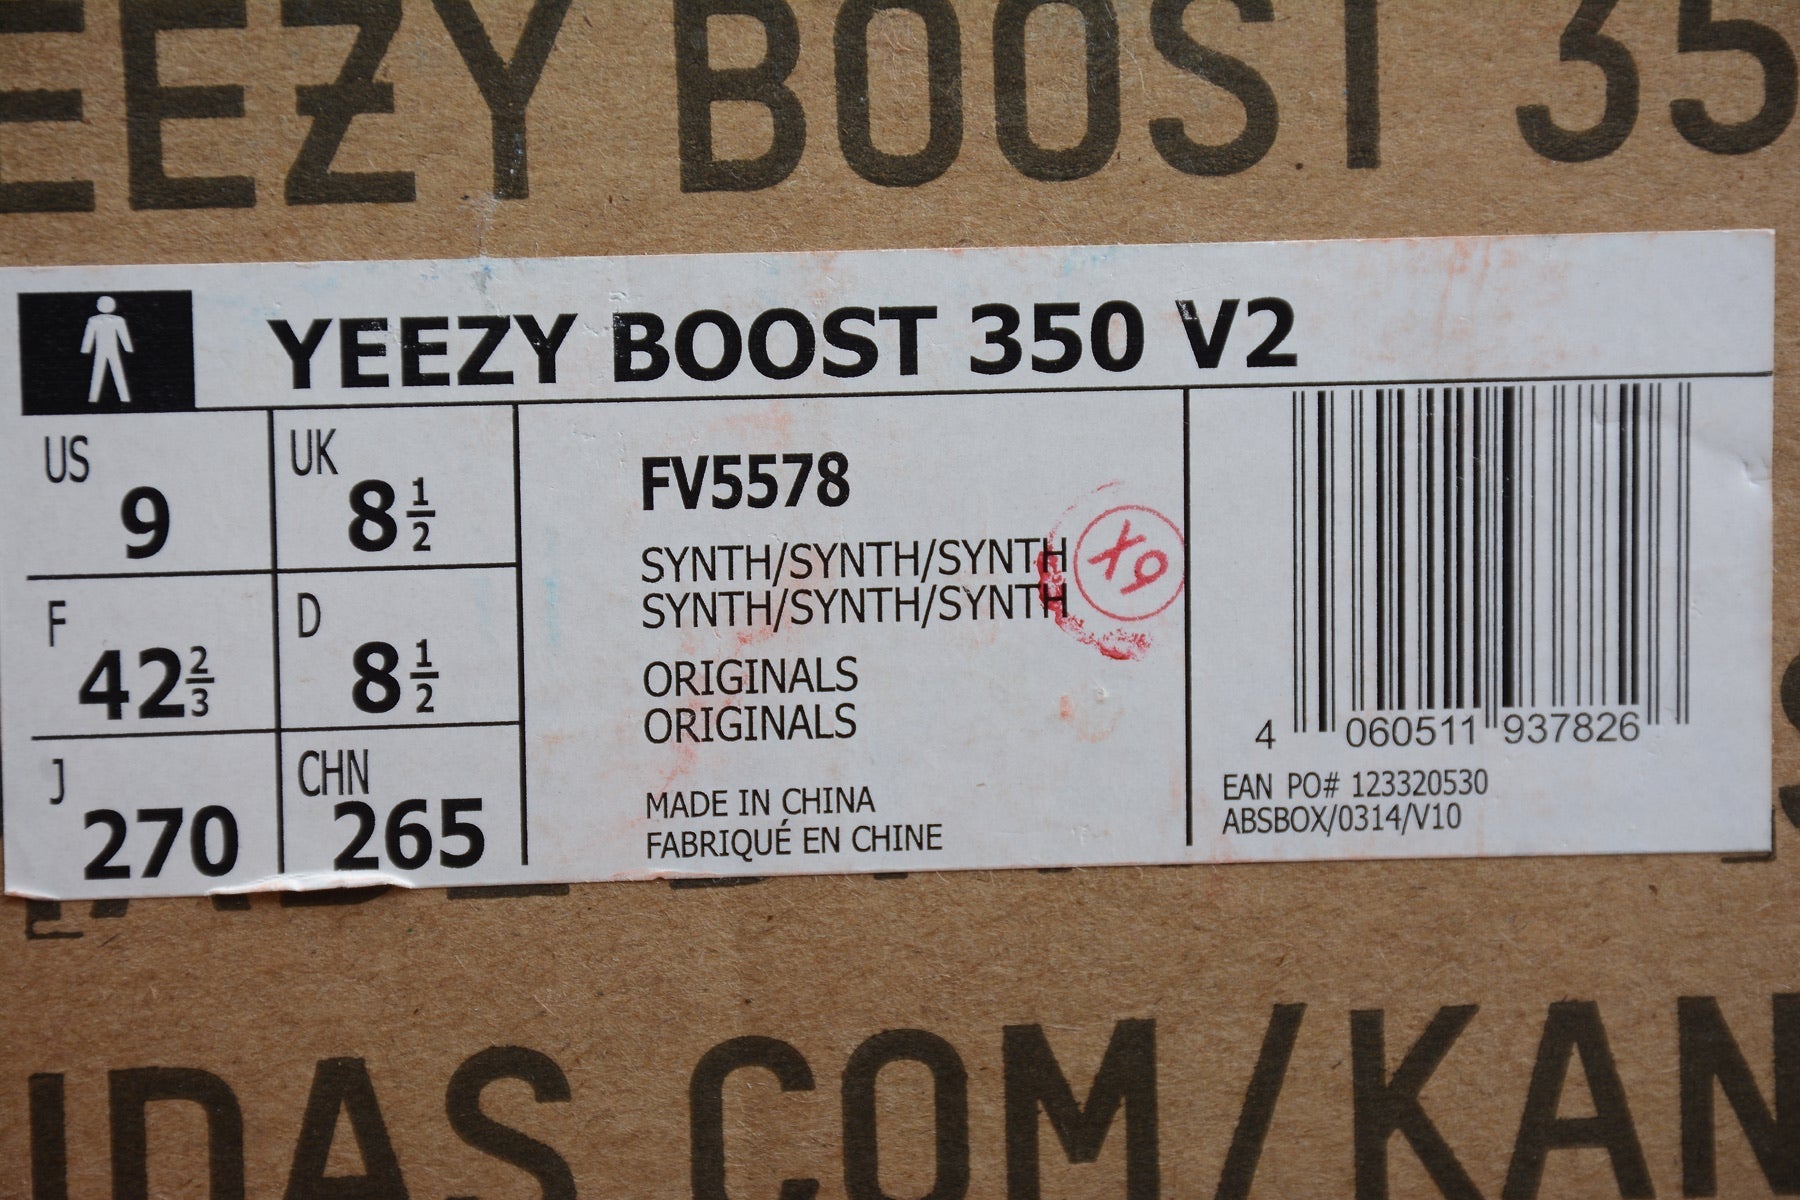 EEZY BOOST 35
YEEZY BOOST 350 V2
US 9
UK 8 1/2
F 42 2/3
D 8 1/2
J 270
CHN 265
FV5578
SYNTH/SYNTH/SYNTH
SYNTH/SYNTH/SYNTH
ORIGINALS
ORIGINALS
MADE IN CHINA
FABRIQUÉ EN CHINE
4 060511 937826
EAN PO# 123320530
ABSBOX/0314/V10
IDAS.COM/KAN